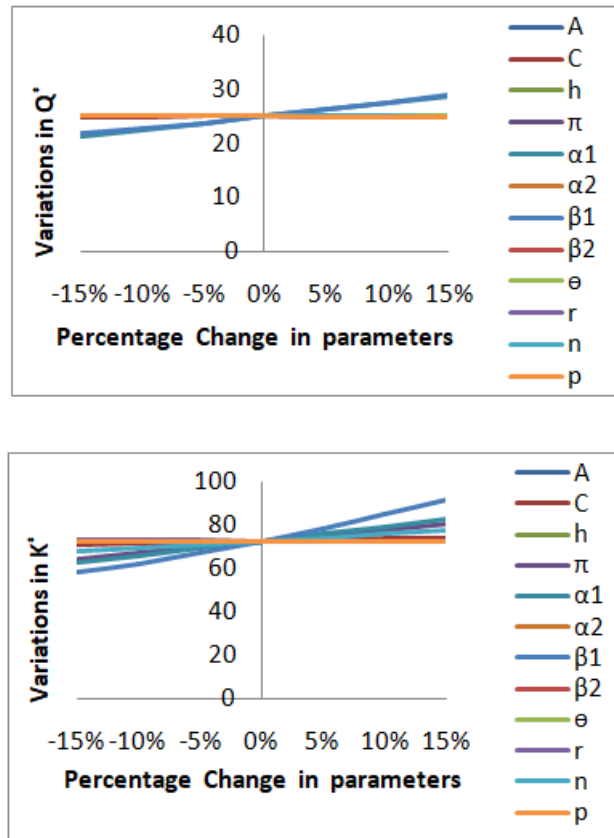 Variations in Q*
40
30
20
10
0
-15% -10% -5% 0% 5% 10% 15%
Percentage Change in parameters
A
C
h
π
α1
α2
β1
β2
ө
r
n
p
Variations in K*
100
80
60
40
20
0
-15% -10% -5% 0% 5% 10% 15%
Percentage Change in parameters
A
C
h
π
α1
α2
β1
β2
ө
r
n
p